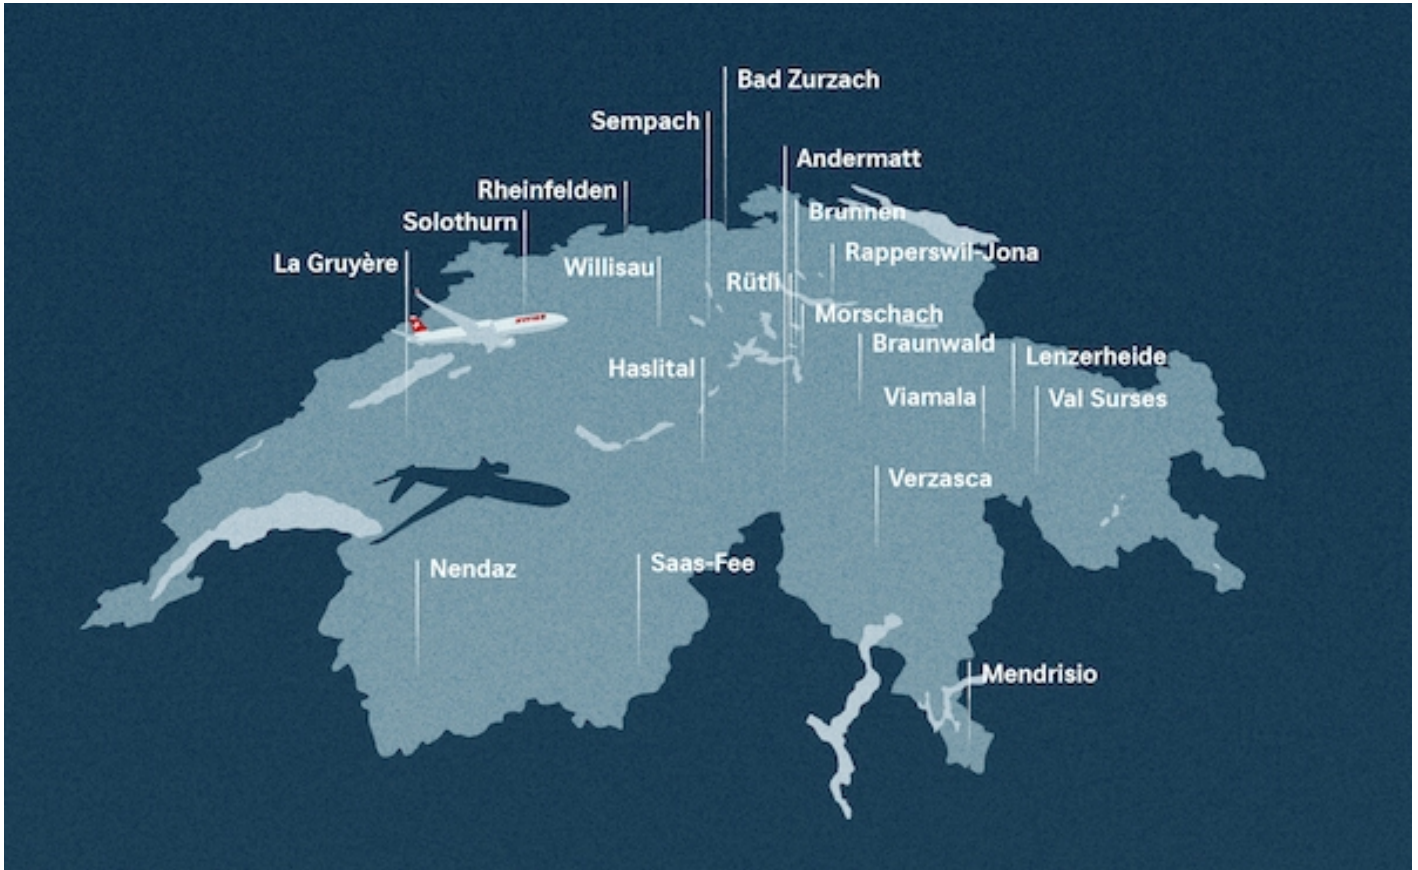 Bad Zurzach
Sempach
Andermatt
Rheinfelden
Brunnen
Solothurn
Rapperswil-Jona
La Gruyère
Willisau
Rütli
Morschach
SWISS
Braunwald
Lenzerheide
Haslital
Viamala
Val Surses
Verzasca
Saas-Fee
Nendaz
Mendrisio